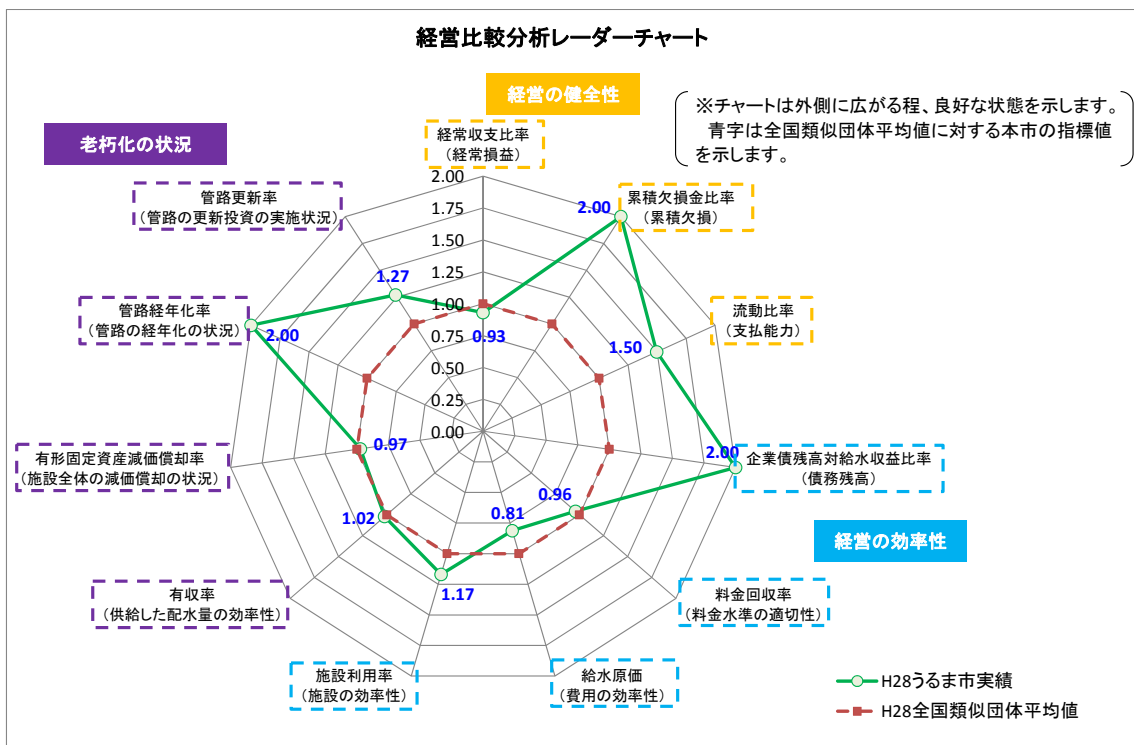 経営比較分析レーダーチャート
経営の健全性
※チャートは外側に広がる程、良好な状態を示します。
青字は全国類似団体平均値に対する本市の指標値
を示します。
老朽化の状況
経常収支比率
（経常損益）
管路更新率
（管路の更新投資の実施状況）
累積欠損金比率
（累積欠損）
管路経年化率
（管路の経年化の状況）
流動比率
（支払能力）
有形固定資産減価償却率
（施設全体の減価償却の状況）
企業債残高対給水収益比率
（債務残高）
経営の効率性
有収率
（供給した配水量の効率性）
料金回収率
（料金水準の適切性）
施設利用率
（施設の効率性）
給水原価
（費用の効率性）
2.00
1.75
1.50
1.25
1.00
0.75
0.50
0.25
0.00
0.93
2.00
1.50
2.00
0.96
0.81
1.17
1.02
0.97
2.00
1.27
H28うるま市実績
H28全国類似団体平均値